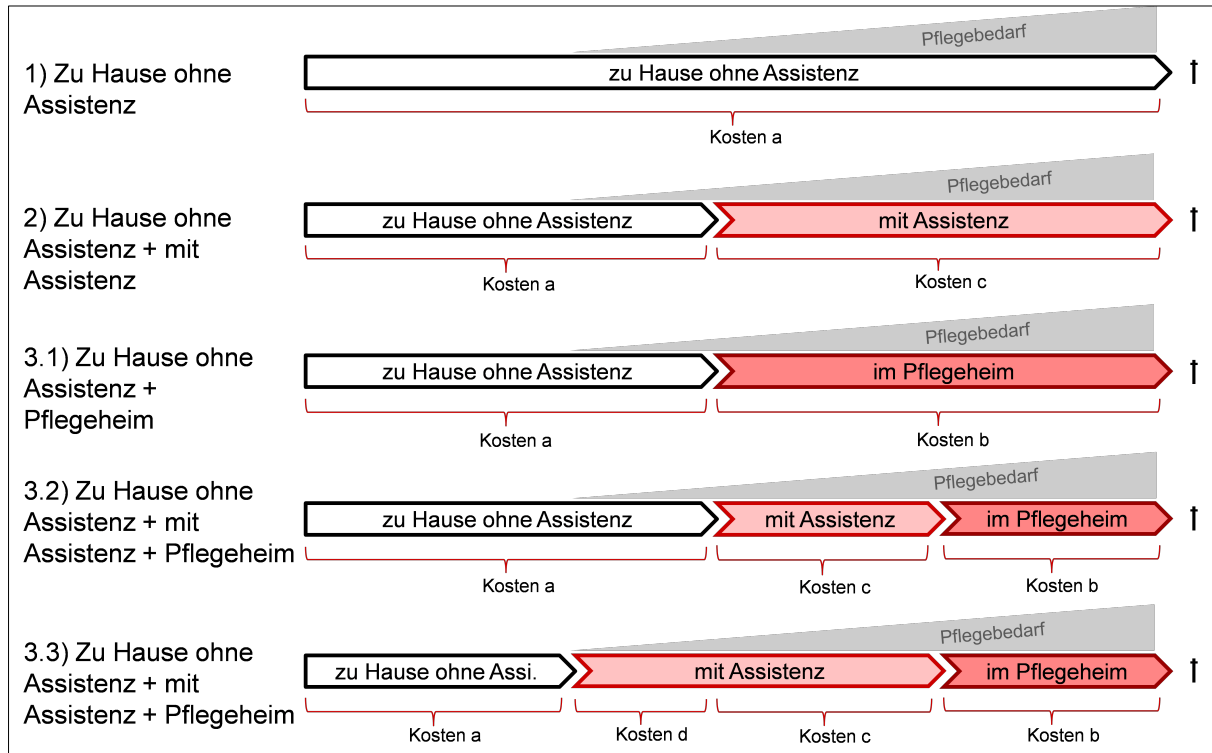 Pflegebedarf
1) Zu Hause ohne
Assistenz
zu Hause ohne Assistenz
†
Kosten a
Pflegebedarf
2) Zu Hause ohne
Assistenz + mit
Assistenz
zu Hause ohne Assistenz
mit Assistenz
†
Kosten a
Kosten c
Pflegebedarf
3.1) Zu Hause ohne
Assistenz +
Pflegeheim
zu Hause ohne Assistenz
im Pflegeheim
†
Kosten a
Kosten b
Pflegebedarf
3.2) Zu Hause ohne
Assistenz + mit
Assistenz + Pflegeheim
zu Hause ohne Assistenz
mit Assistenz
im Pflegeheim
†
Kosten a
Kosten c
Kosten b
Pflegebedarf
3.3) Zu Hause ohne
Assistenz + mit
Assistenz + Pflegeheim
zu Hause ohne Assi.
mit Assistenz
im Pflegeheim
†
Kosten a
Kosten d
Kosten c
Kosten b